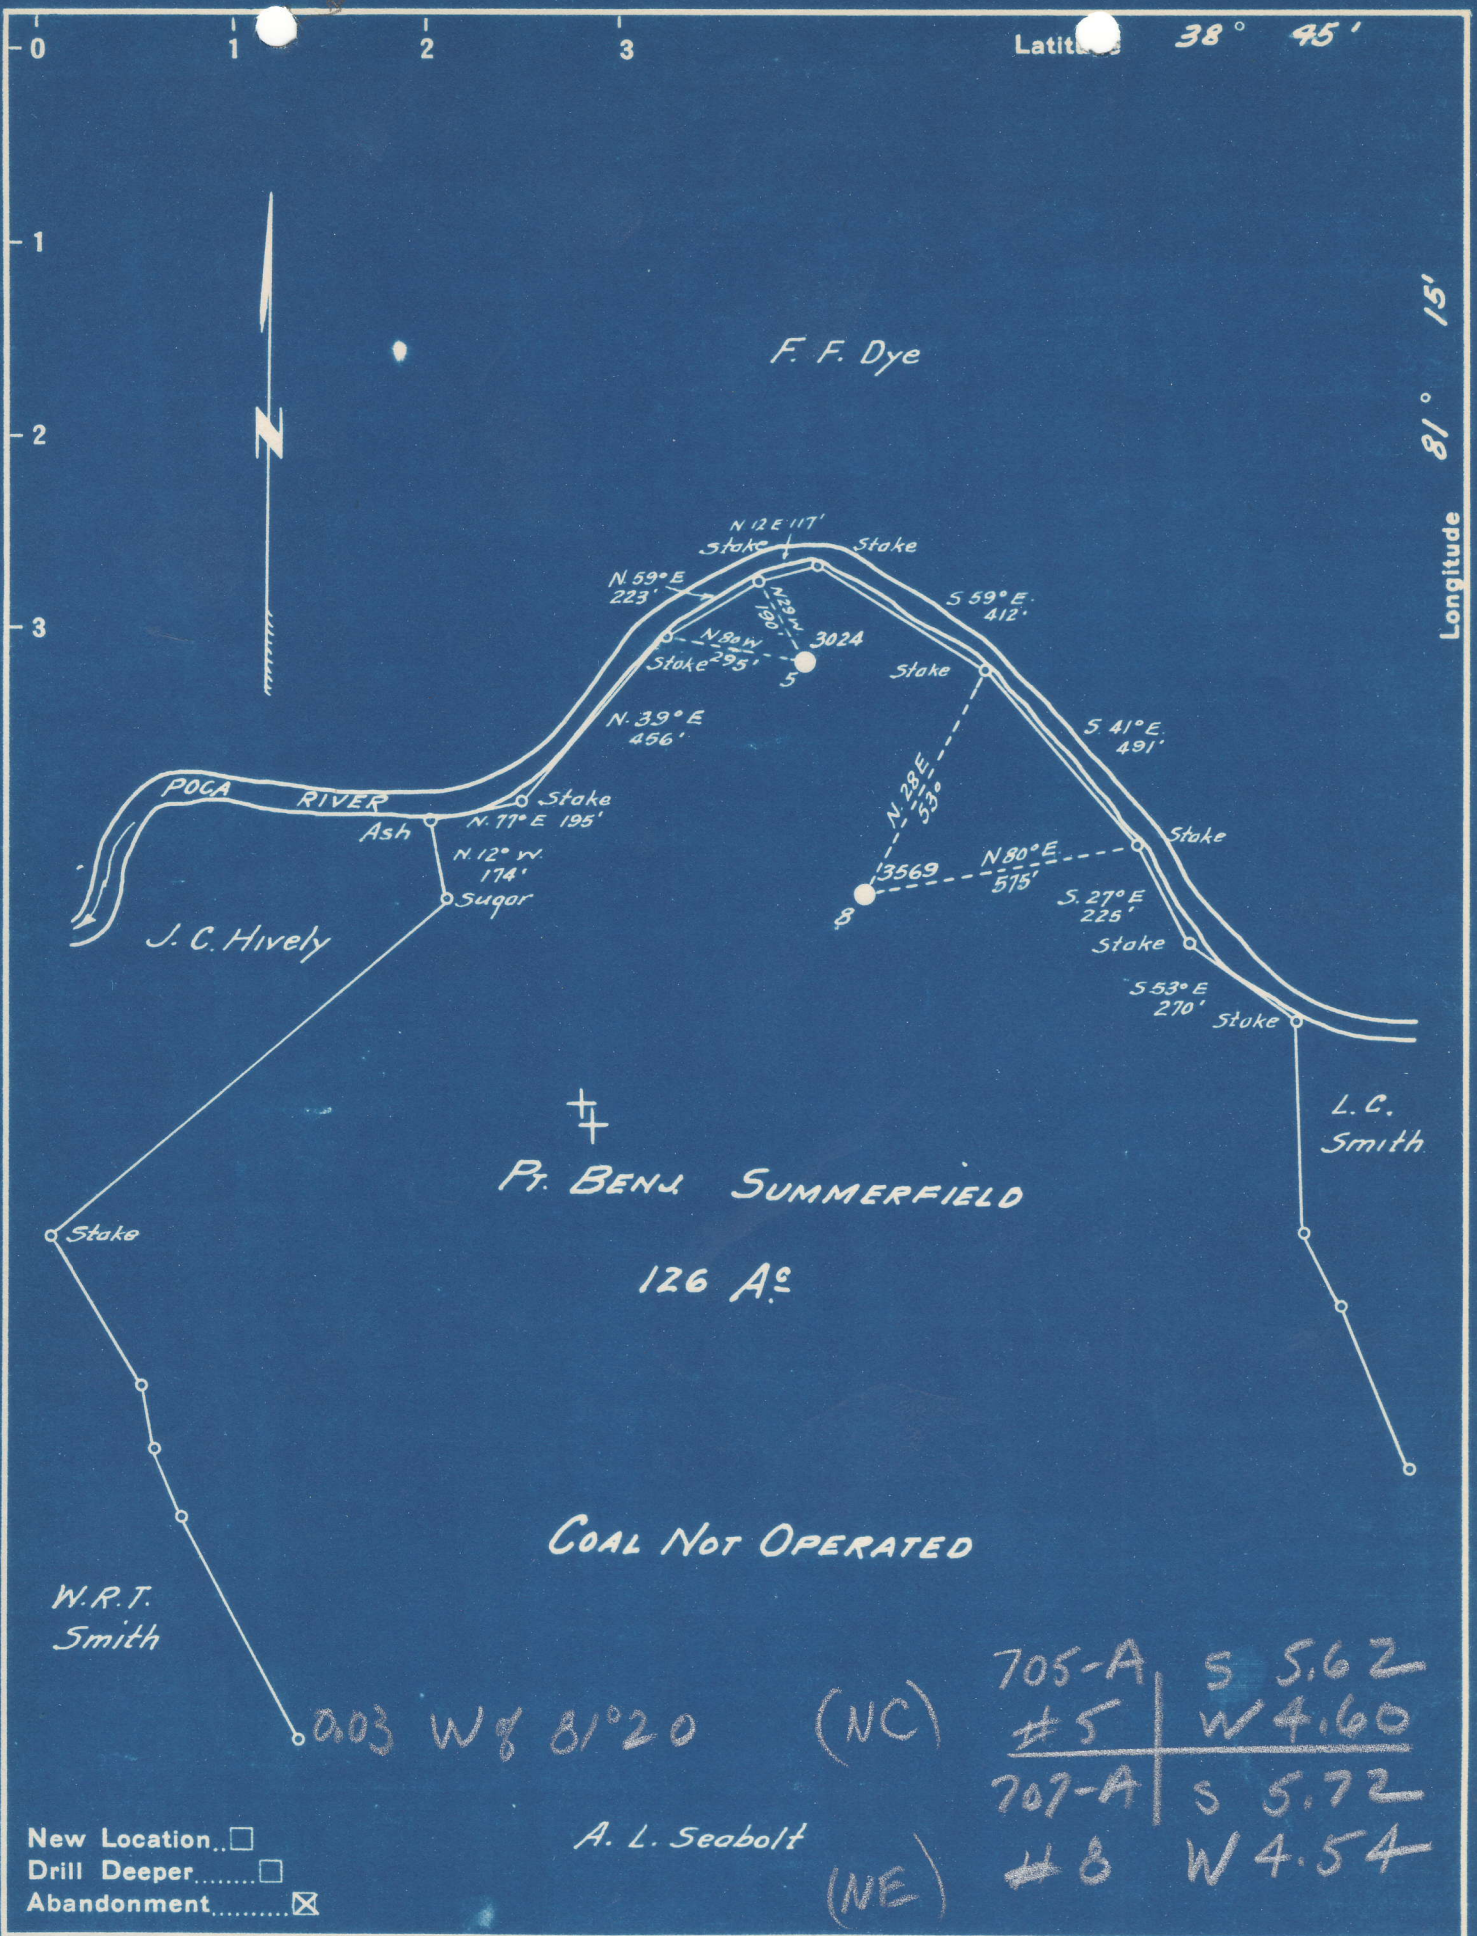 0 1 2 3 Latitude 38° 45'
1
2
3
Longitude 81° 15'
N
F. F. Dye
N 12 E 117'
Stake
Stake
N. 59° E
223'
S 59° E.
412'
N 29 W
190'
N 80 W
295'
Stake
3024
5
Stake
N. 39° E
456'
S. 41° E.
491'
POCA RIVER
Stake
N. 77° E 195'
Ash
N. 12° W.
174'
Sugar
J. C. Hively
N. 28 E
530
Stake
3569
8
N 80° E.
575'
S. 27° E
225'
Stake
S 53° E
270'
Stake
L. C.
Smith
PT. BENJ. SUMMERFIELD
Stake
126 Ac.
COAL NOT OPERATED
W.R.T.
Smith
0.03 W of 81°20
(NC)
705-A S 5.62
#5 W 4.60
707-A S 5.72
#8 W 4.54
(NE)
A. L. Seabolt
New Location..
Drill Deeper........
Abandonment..........☒